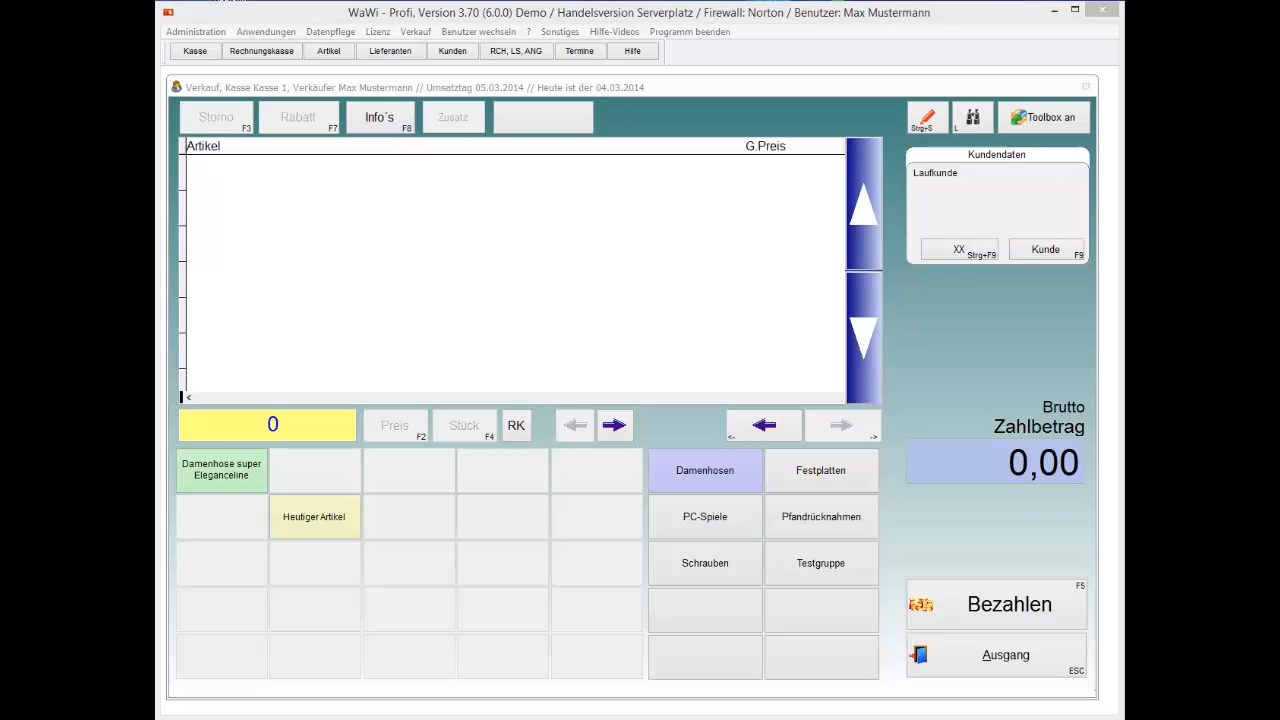 WaWi - Profi, Version 3.70 (6.0.0) Demo / Handelsversion Serverplatz / Firewall: Norton / Benutzer: Max Mustermann
Administration Anwendungen Datenpflege Lizenz Verkauf Benutzer wechseln ? Sonstiges Hilfe-Videos Programm beenden
Kasse Rechnungskasse Artikel Lieferanten Kunden RCH, LS, ANG Termine Hilfe
Verkauf, Kasse Kasse 1, Verkäufer Max Mustermann // Umsatztag 05.03.2014 // Heute ist der 04.03.2014
Storno F3 Rabatt F7 Info´s F8 Zusatz Strg+S L Toolbox an
Artikel G.Preis
Kundendaten
Laufkunde
XX Strg+F9 Kunde F9
<
0 Preis F2 Stück F4 RK <- ->
Brutto
Zahlbetrag
0,00
Damenhose super
Eleganceline
Damenhosen Festplatten
Heutiger Artikel
PC-Spiele Pfandrücknahmen
Schrauben Testgruppe
Bezahlen F5
Ausgang ESC